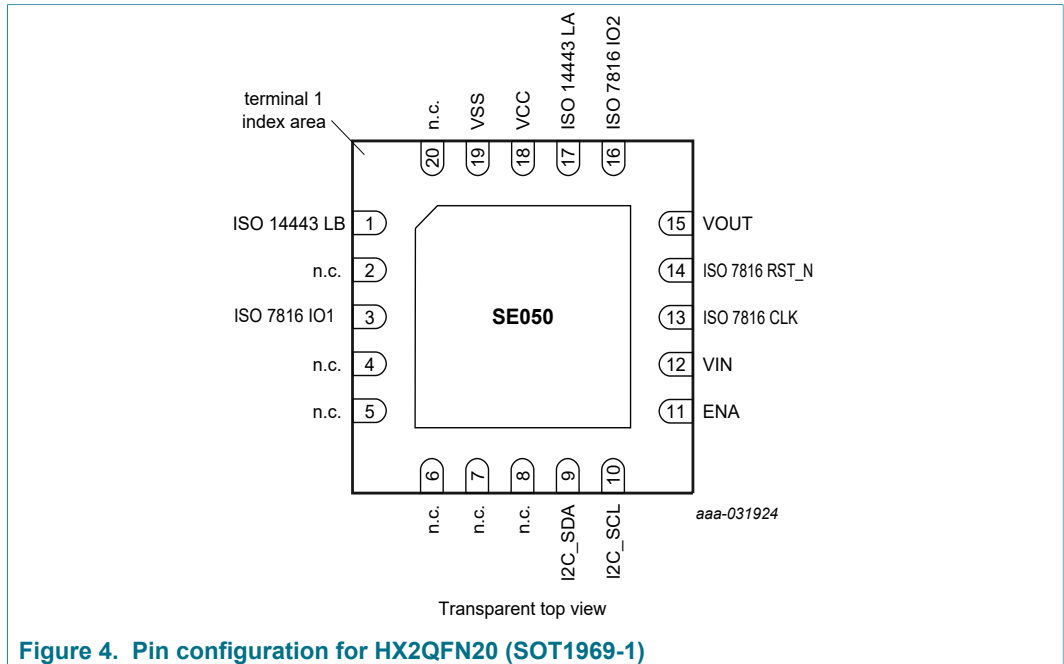 terminal 1
index area
n.c.
VSS
VCC
ISO 14443 LA
ISO 7816 IO2
20
19
18
17
16
ISO 14443 LB
1
n.c.
2
ISO 7816 IO1
3
n.c.
4
n.c.
5
SE050
15
VOUT
14
ISO 7816 RST_N
13
ISO 7816 CLK
12
VIN
11
ENA
6
7
8
9
10
n.c.
n.c.
n.c.
I2C_SDA
I2C_SCL
aaa-031924
Transparent top view
Figure 4. Pin configuration for HX2QFN20 (SOT1969-1)